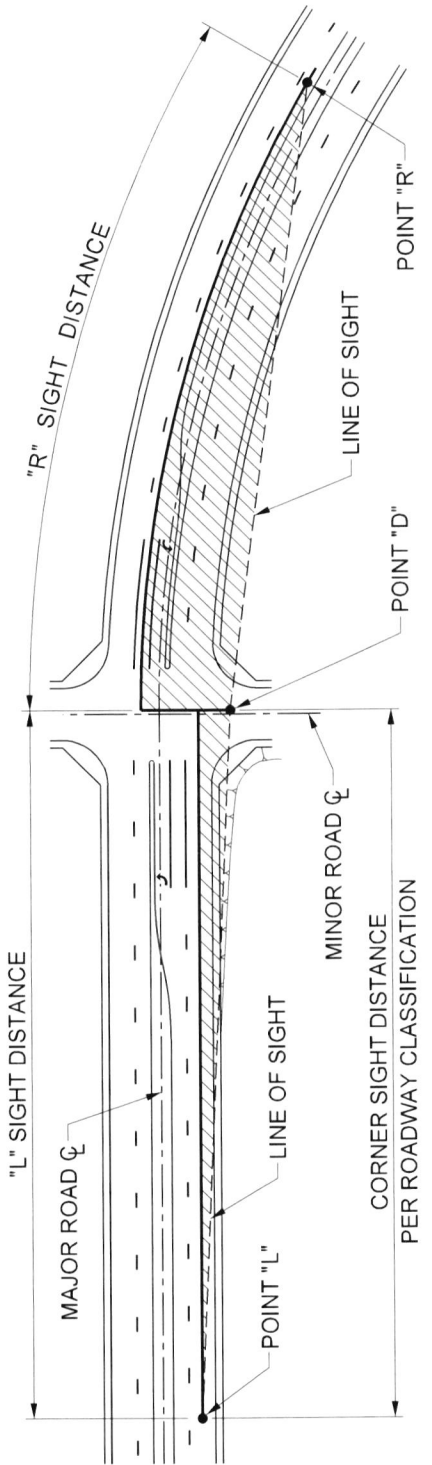 "L" SIGHT DISTANCE
"R" SIGHT DISTANCE
MAJOR ROAD ℄
POINT "L"
LINE OF SIGHT
MINOR ROAD ℄
POINT "D"
LINE OF SIGHT
POINT "R"
CORNER SIGHT DISTANCE
PER ROADWAY CLASSIFICATION